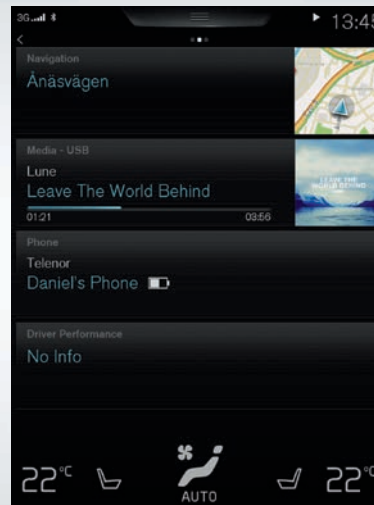 3G
13:45
Navigation
Ånäsvägen
Media - USB
Lune
Leave The World Behind
LEAVE THE
WORLD BEHIND
01:21
03:56
Phone
Telenor
Daniel's Phone
Driver Performance
No Info
22°C
22°C
AUTO